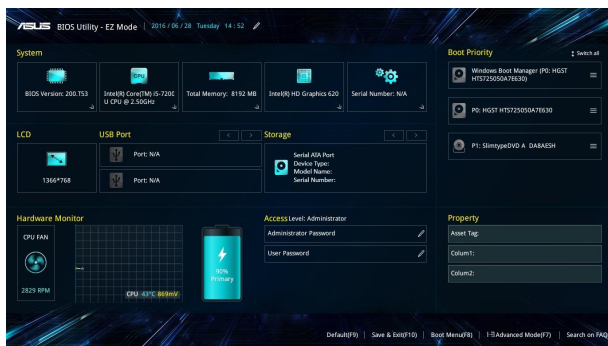 ASUS BIOS Utility - EZ Mode 2016/06/28 Tuesday 14:52
System
BIOS Version: 200.T53
Intel(R) Core(TM) i5-7200
U CPU @ 2.50GHz
Total Memory: 8192 MB
Intel(R) HD Graphics 620
Serial Number: N/A
CPU
Boot Priority
Switch all
Windows Boot Manager (P0: HGST
HTS725050A7E630)
P0: HGST HTS725050A7E630
P1: SlimtypeDVD A DA8AESH
LCD
1366*768
USB Port
Port: N/A
Port: N/A
Storage
Serial ATA Port
Device Type:
Model Name:
Serial Number:
Hardware Monitor
CPU FAN
2829 RPM
CPU 43°C 869mV
90%
Primary
Access Level: Administrator
Administrator Password
User Password
Property
Asset Tag:
Colum1:
Colum2:
Default(F9) Save & Exit(F10) Boot Menu(F8) Advanced Mode(F7) Search on FAQ